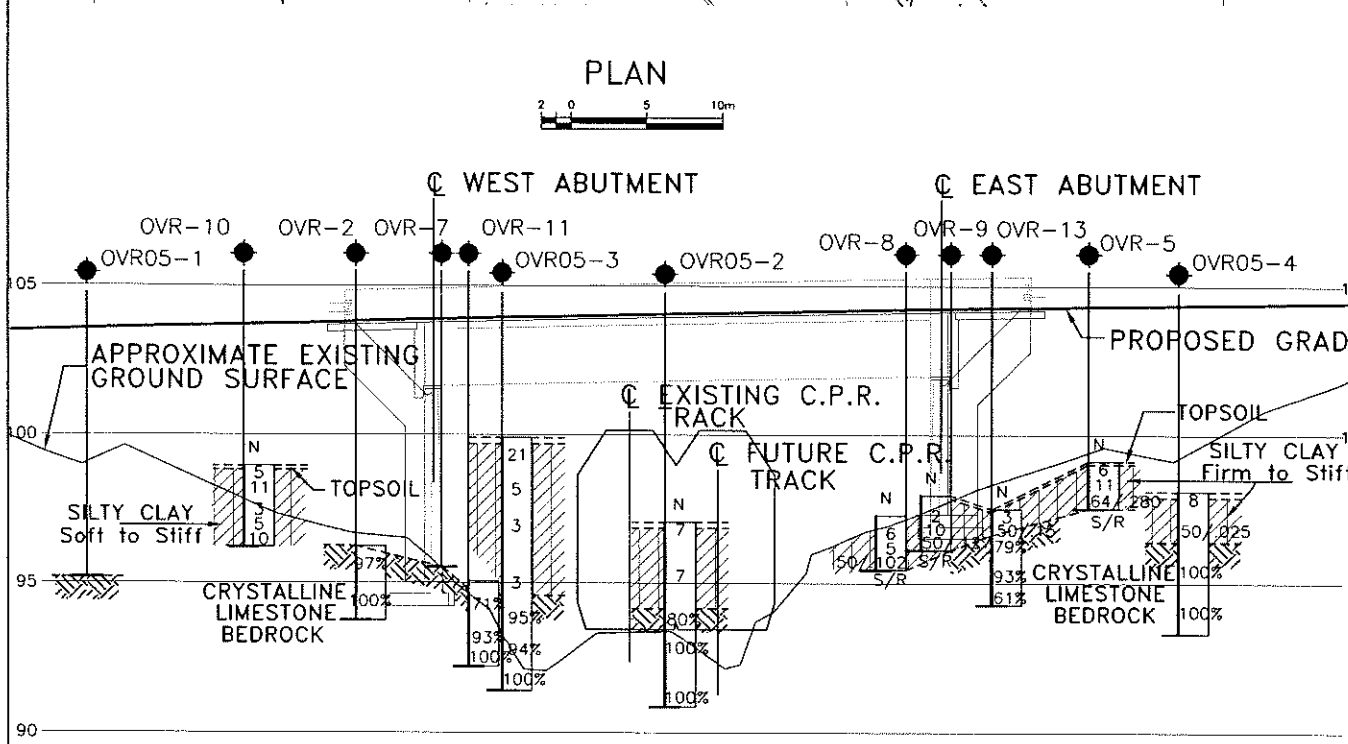 PLAN
2 0 5 10m
℄ WEST ABUTMENT
℄ EAST ABUTMENT
OVR-10 OVR-2 OVR-7 OVR-11
OVR-8 OVR-9 OVR-13
OVR05-1
OVR05-3
OVR05-2
OVR-5
OVR05-4
105
PROPOSED GRAD
APPROXIMATE EXISTING
GROUND SURFACE
℄ EXISTING C.P.R.
TRACK
℄ FUTURE C.P.R.
TRACK
100
TOPSOIL
SILTY CLAY
Firm to Stiff
N
5
11
3
5
10
TOPSOIL
SILTY CLAY
Soft to Stiff
21
5
3
3
95%
94%
100%
N
7
7
80%
100%
100%
N
6
5
50/102
S/R
N
2
10
S/R
N
3
79%
93%
61%
N
6
11
64/280
S/R
8
50/.025
100%
100%
95
97%
100%
71%
93%
100%
CRYSTALLINE
LIMESTONE
BEDROCK
CRYSTALLINE
LIMESTONE
BEDROCK
90